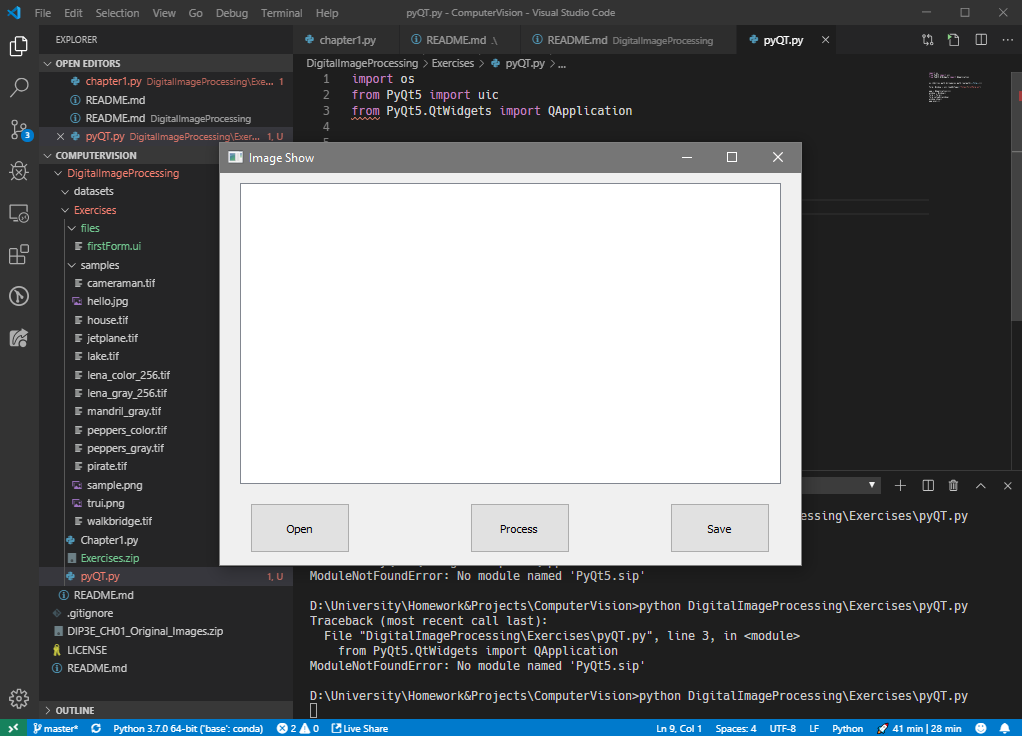 File Edit Selection View Go Debug Terminal Help pyQT.py - ComputerVision - Visual Studio Code
EXPLORER
chapter1.py README.md .\ README.md DigitalImageProcessing pyQT.py
OPEN EDITORS
chapter1.py DigitalImageProcessing\Exe... 1
README.md
README.md DigitalImageProcessing
pyQT.py DigitalImageProcessing\Exer... 1, U
COMPUTERVISION
DigitalImageProcessing
datasets
Exercises
files
firstForm.ui
samples
cameraman.tif
hello.jpg
house.tif
jetplane.tif
lake.tif
lena_color_256.tif
lena_gray_256.tif
mandril_gray.tif
peppers_color.tif
peppers_gray.tif
pirate.tif
sample.png
trui.png
walkbridge.tif
Chapter1.py
Exercises.zip
pyQT.py 1, U
README.md
.gitignore
DIP3E_CH01_Original_Images.zip
LICENSE
README.md
OUTLINE
3
DigitalImageProcessing > Exercises > pyQT.py > ...
1 import os
2 from PyQt5 import uic
3 from PyQt5.QtWidgets import QApplication
4
Image Show
Open Process Save
essing\Exercises\pyQT.py
ModuleNotFoundError: No module named 'PyQt5.sip'
D:\University\Homework&Projects\ComputerVision>python DigitalImageProcessing\Exercises\pyQT.py
Traceback (most recent call last):
File "DigitalImageProcessing\Exercises\pyQT.py", line 3, in <module>
from PyQt5.QtWidgets import QApplication
ModuleNotFoundError: No module named 'PyQt5.sip'
D:\University\Homework&Projects\ComputerVision>python DigitalImageProcessing\Exercises\pyQT.py
master* Python 3.7.0 64-bit ('base': conda) 2 0 Live Share Ln 9, Col 1 Spaces: 4 UTF-8 LF Python 41 min | 28 min